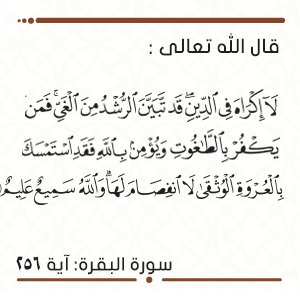 قال الله تعالى :
لَآ إِكْرَاهَ فِى ٱلدِّينِ ۖ قَد تَّبَيَّنَ ٱلرُّشْدُ مِنَ ٱلْغَىِّ ۚ فَمَن
يَكْفُرْ بِٱلطَّـٰغُوتِ وَيُؤْمِنۢ بِٱللَّهِ فَقَدِ ٱسْتَمْسَكَ
بِٱلْعُرْوَةِ ٱلْوُثْقَىٰ لَا ٱنفِصَامَ لَهَا ۗ وَٱللَّهُ سَمِيعٌ عَلِيمٌ
سورة البقرة: آية ٢٥٦